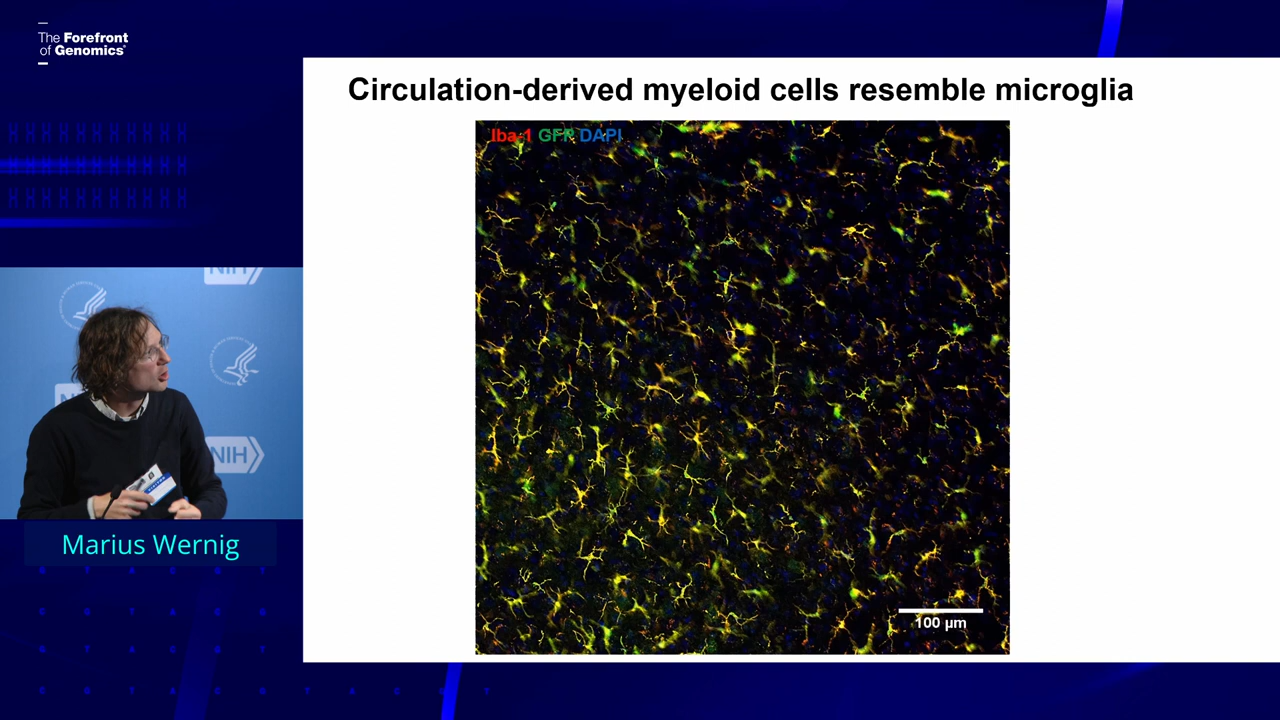 The Forefront
of Genomics®
Circulation-derived myeloid cells resemble microglia
Iba-1 GFP DAPI
NIH
NIH
100 µm
Marius Wernig